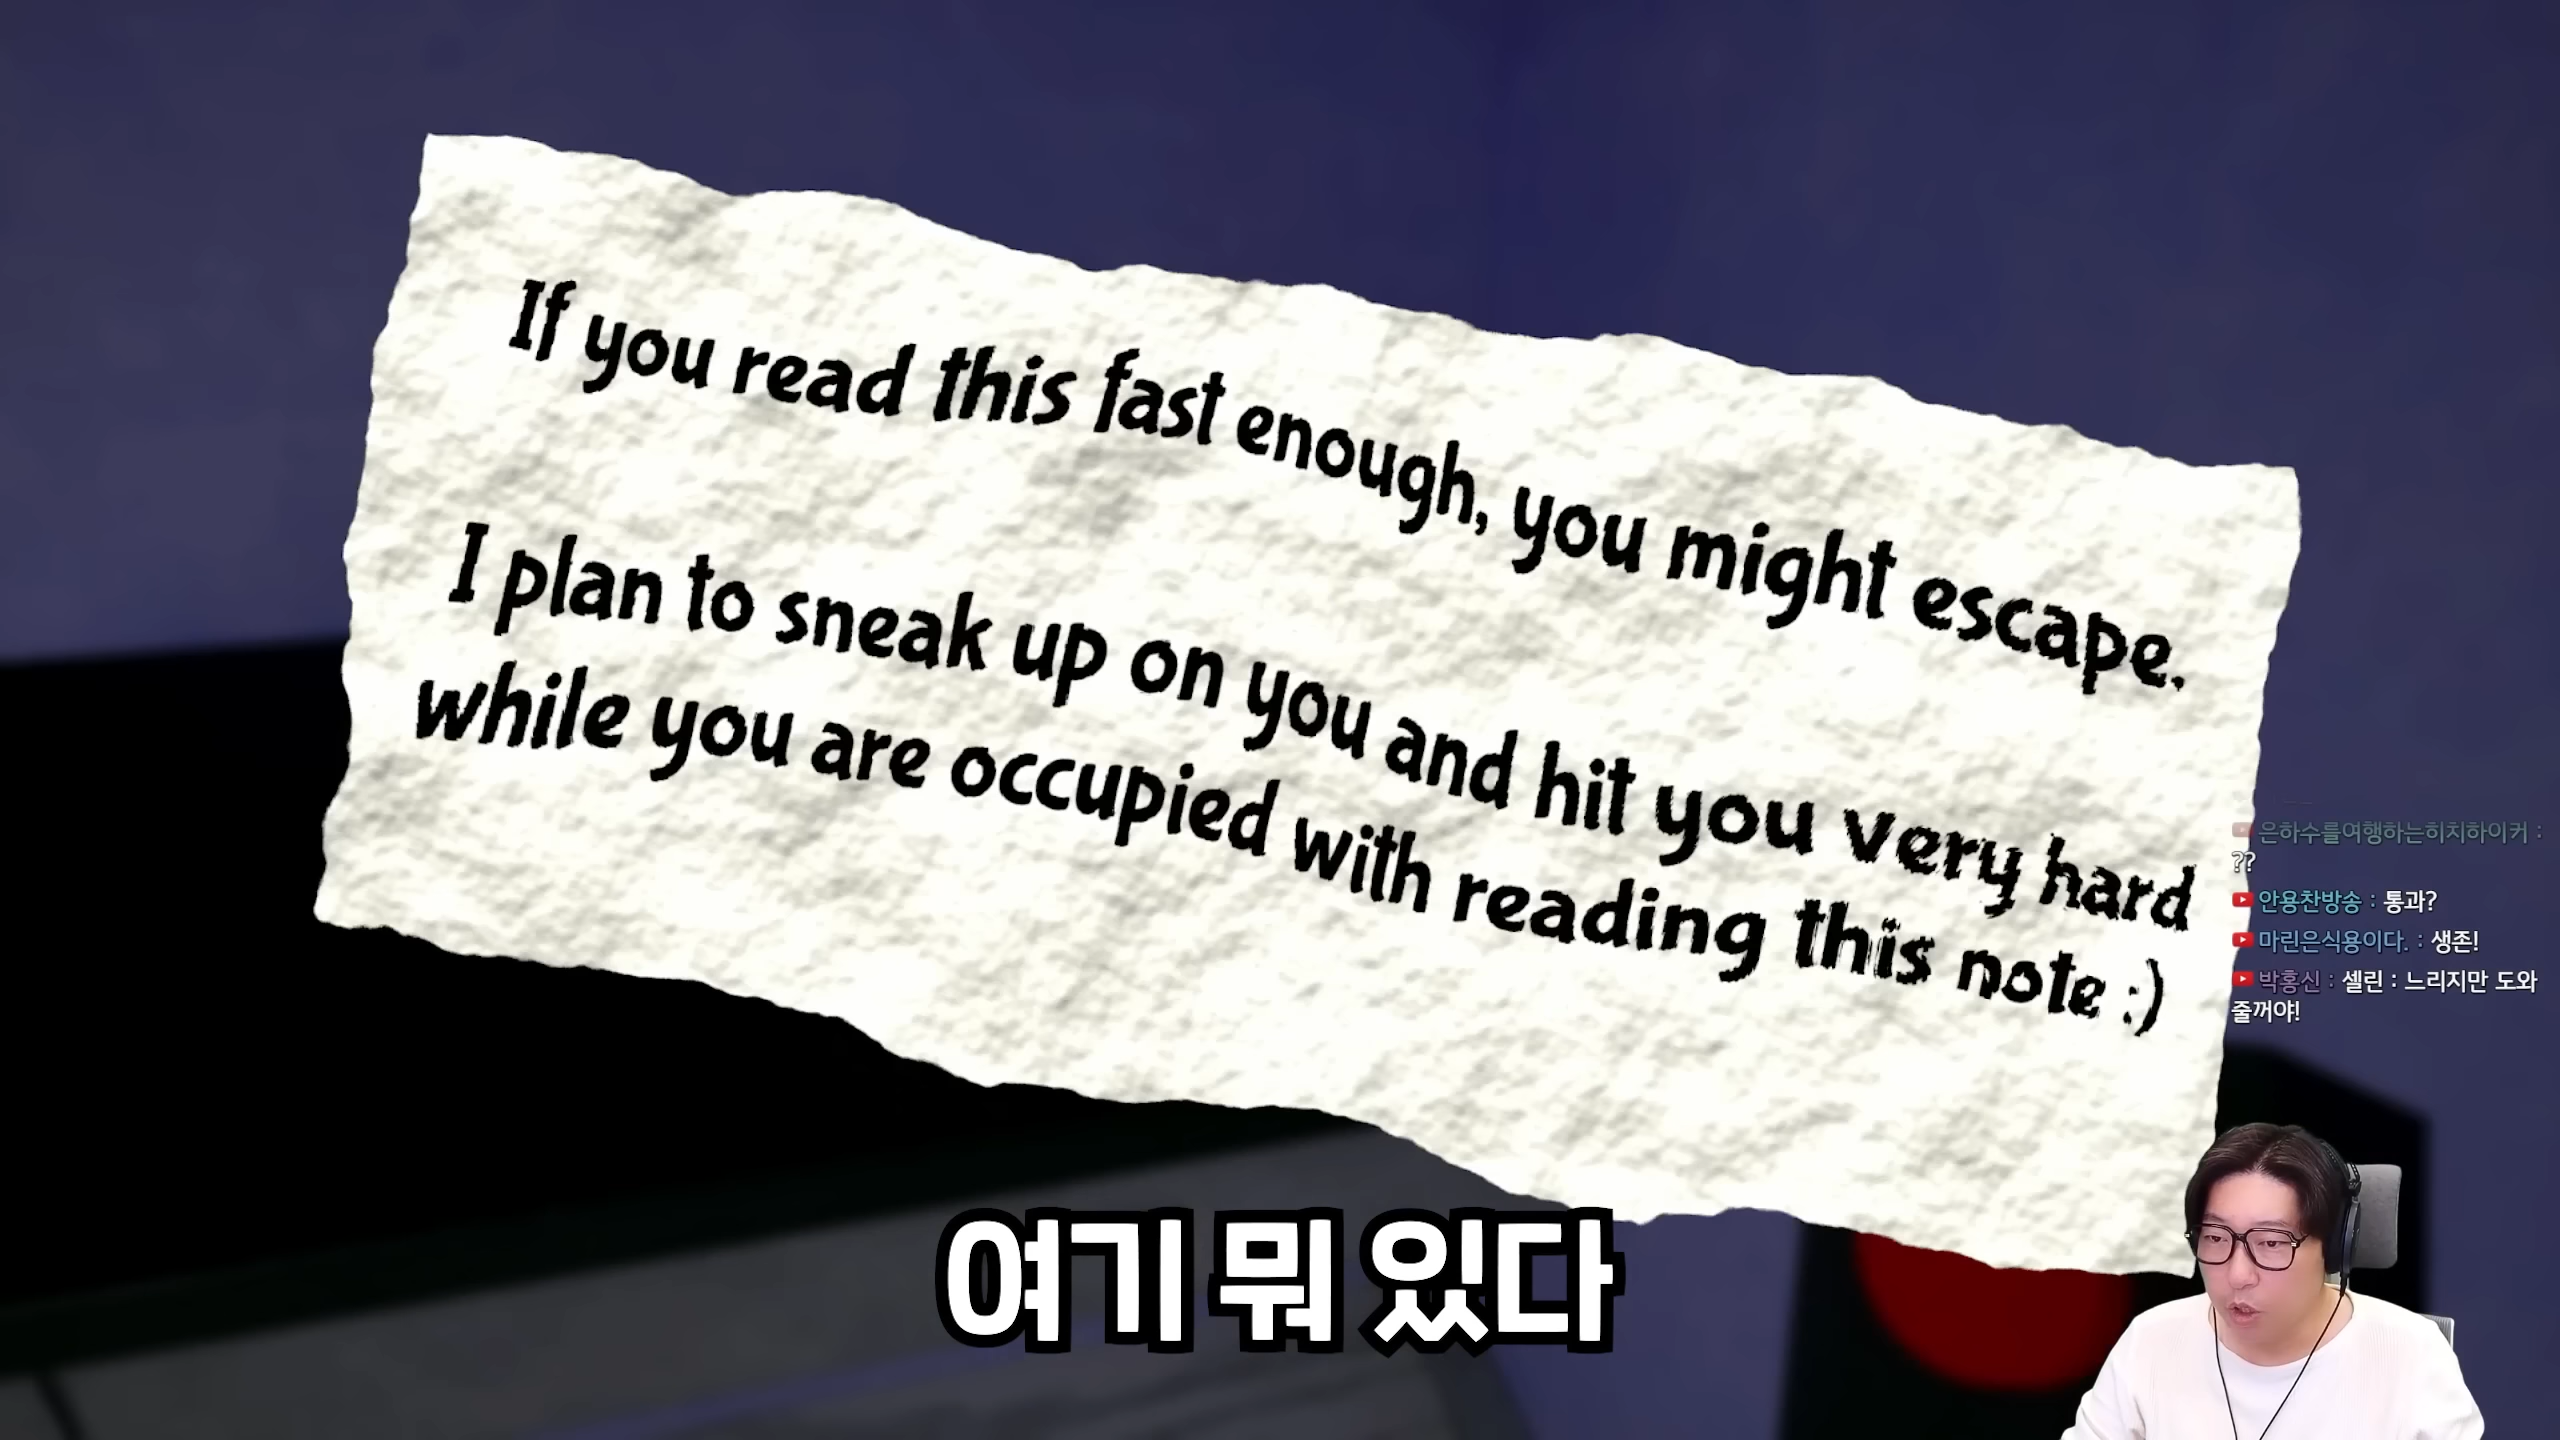 If you read this fast enough, you might escape.
I plan to sneak up on you and hit you very hard
while you are occupied with reading this note :)
은하수를여행하는히치하이커 :
??
안용찬방송 : 통과?
마린은식용이다. : 생존!
박홍신 : 셀린 : 느리지만 도와
줄꺼야!
여기 뭐 있다